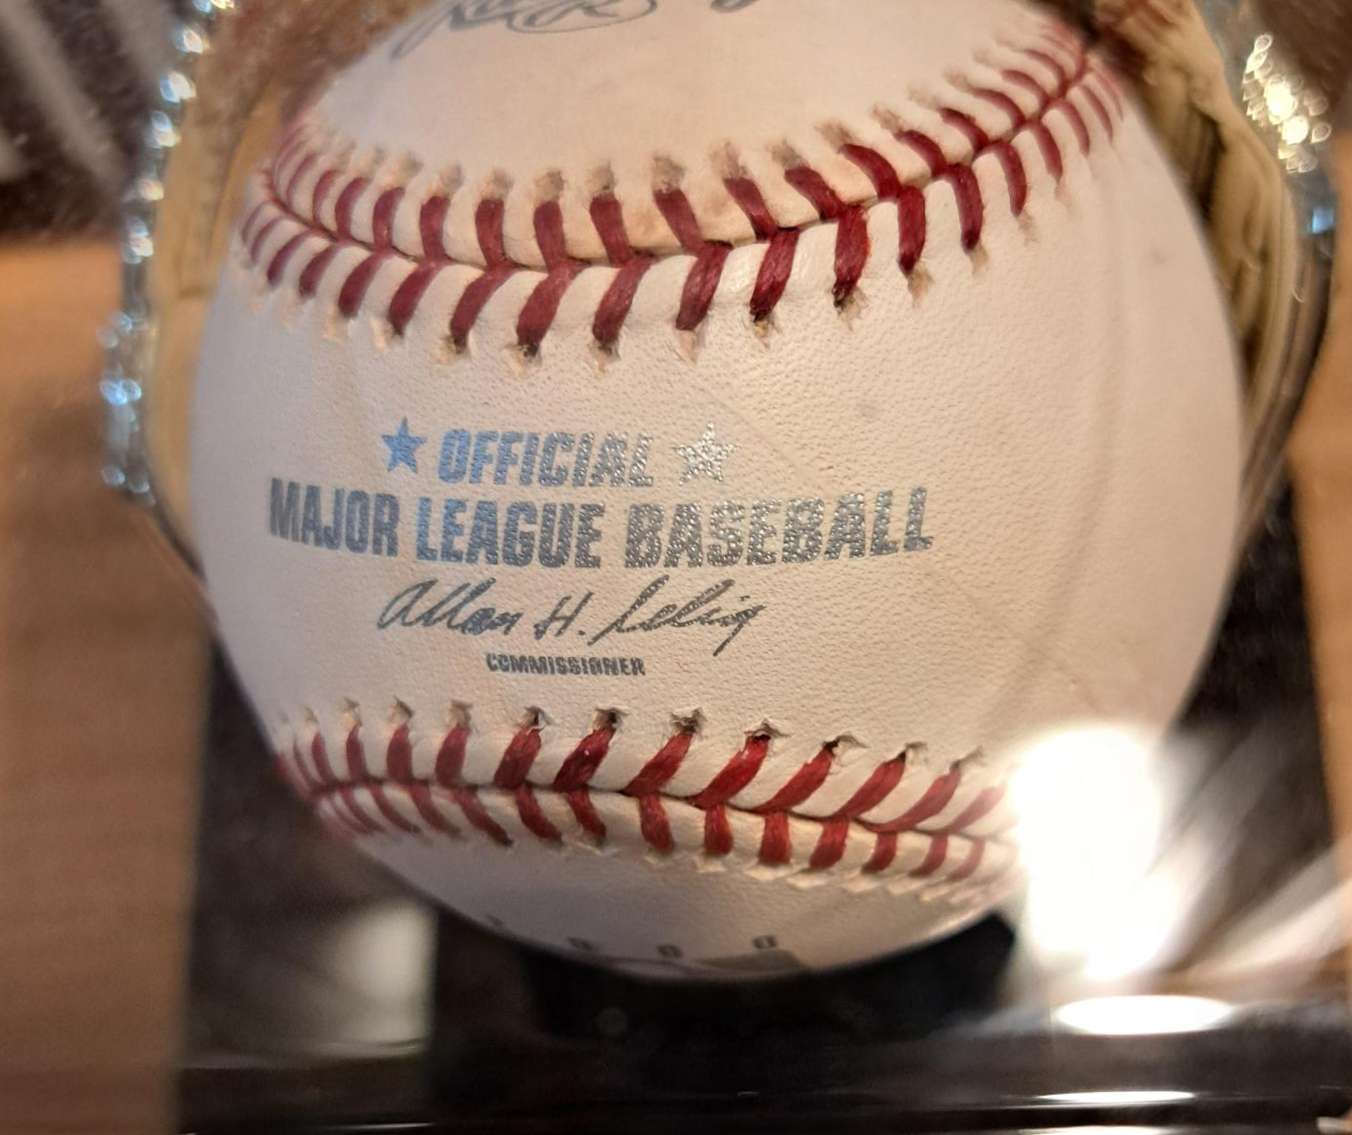 ★ OFFICIAL ★
MAJOR LEAGUE BASEBALL
Allan H. Selig
COMMISSIONER